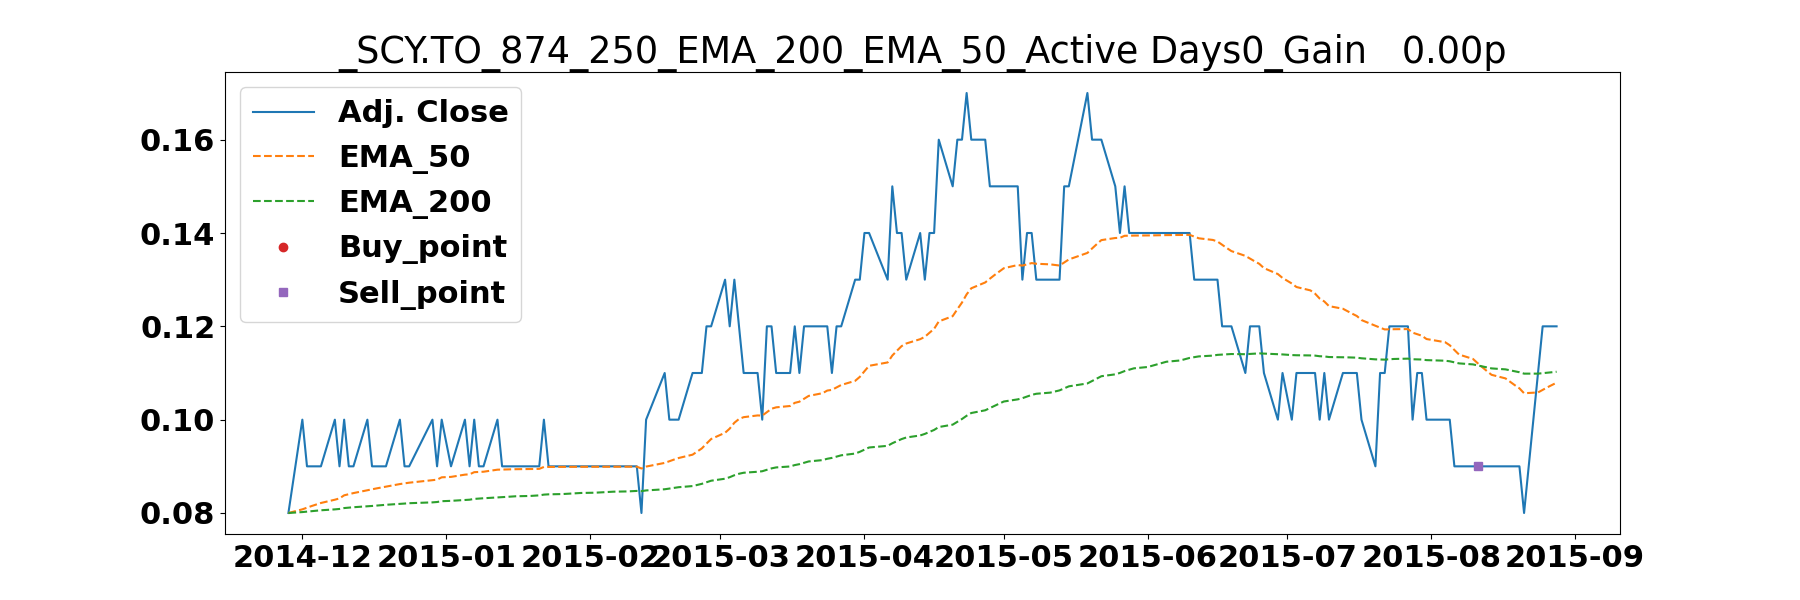 _SCY.TO_874_250_EMA_200_EMA_50_Active Days0_Gain   0.00p
Adj. Close
EMA_50
EMA_200
Buy_point
Sell_point
0.16
0.14
0.12
0.10
0.08
2014-12 2015-01 2015-02 2015-03 2015-04 2015-05 2015-06 2015-07 2015-08 2015-09